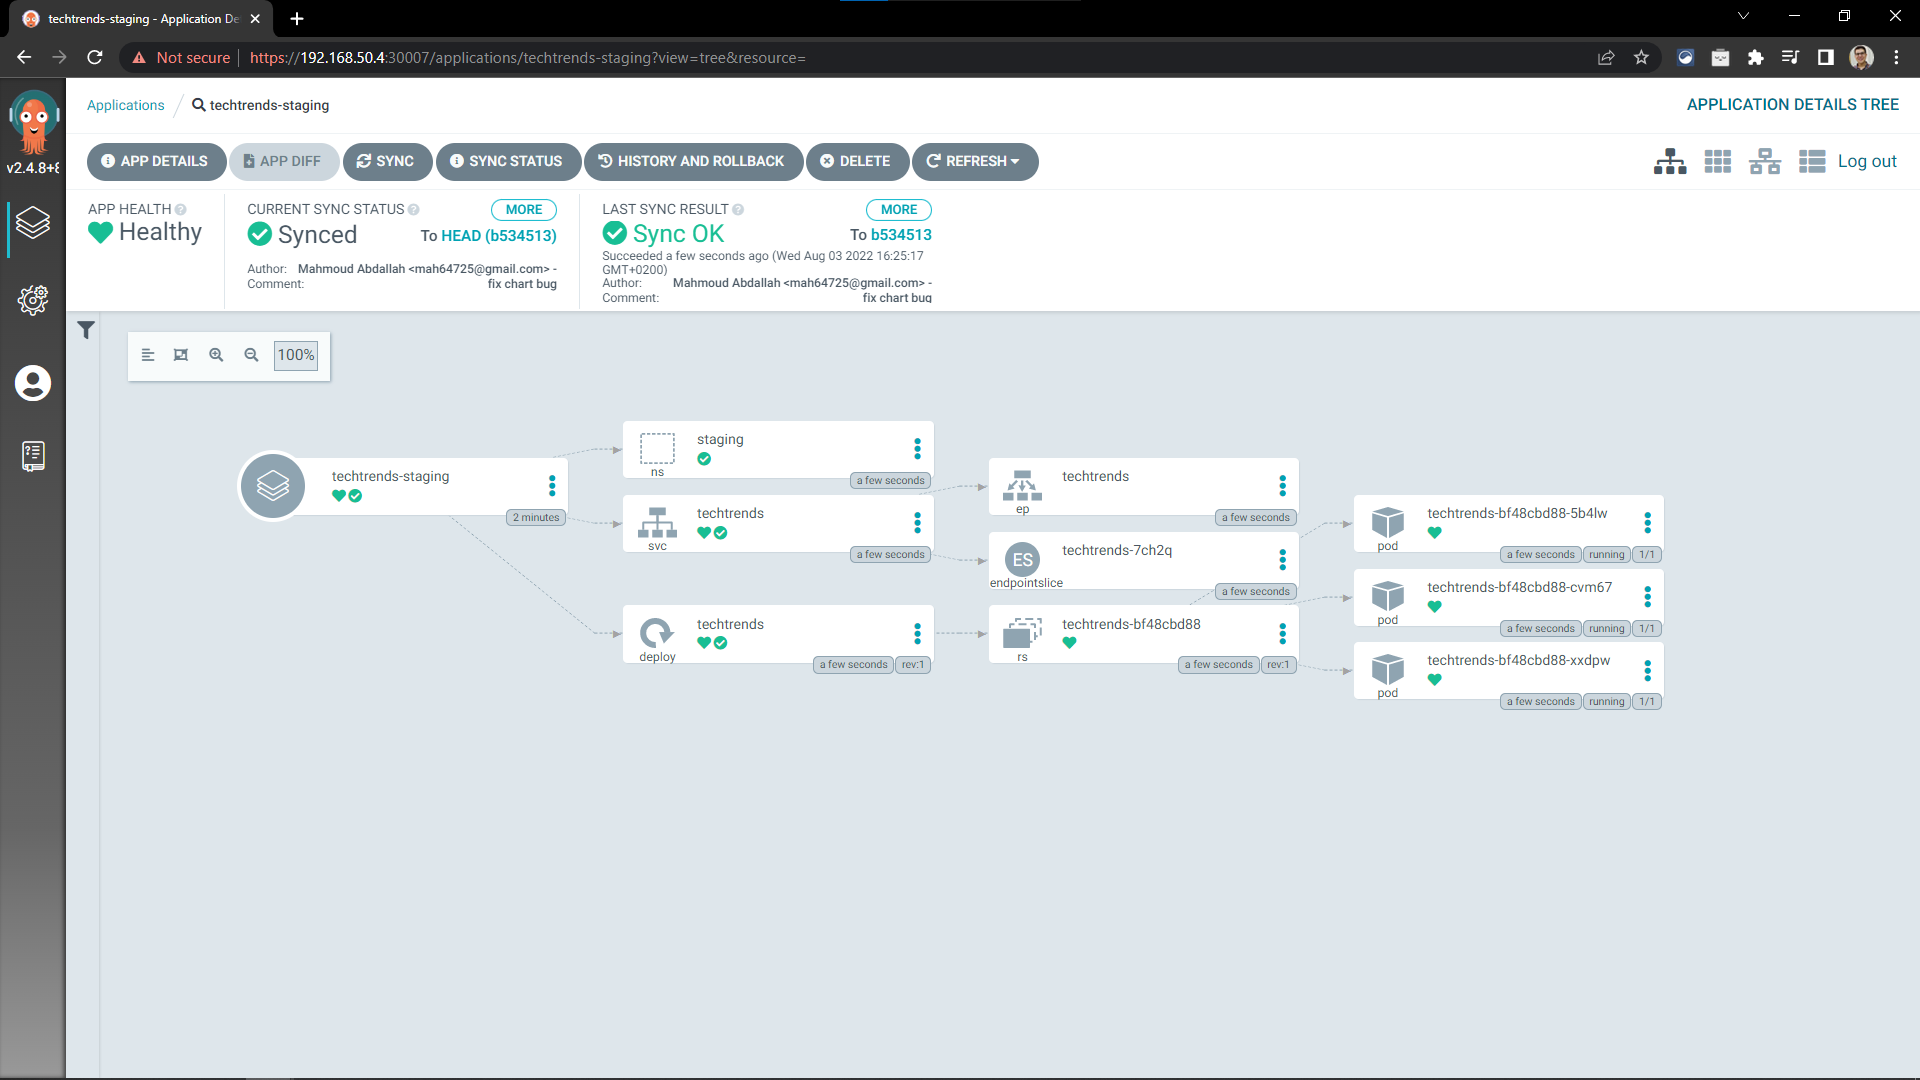 techtrends-staging - Application De
Not secure
https://192.168.50.4:30007/applications/techtrends-staging?view=tree&resource=
v2.4.8+8
Applications
techtrends-staging
APPLICATION DETAILS TREE
APP DETAILS
APP DIFF
SYNC
SYNC STATUS
HISTORY AND ROLLBACK
DELETE
REFRESH
Log out
APP HEALTH
Healthy
CURRENT SYNC STATUS
MORE
Synced
To HEAD (b534513)
Author: Mahmoud Abdallah <mah64725@gmail.com> -
Comment: fix chart bug
LAST SYNC RESULT
MORE
Sync OK
To b534513
Succeeded a few seconds ago (Wed Aug 03 2022 16:25:17
GMT+0200)
Author: Mahmoud Abdallah <mah64725@gmail.com> -
Comment: fix chart bug
100%
techtrends-staging
2 minutes
staging
ns
a few seconds
techtrends
svc
a few seconds
techtrends
deploy
a few seconds
rev:1
techtrends
ep
a few seconds
ES
techtrends-7ch2q
endpointslice
a few seconds
techtrends-bf48cbd88
rs
a few seconds
rev:1
techtrends-bf48cbd88-5b4lw
pod
a few seconds
running
1/1
techtrends-bf48cbd88-cvm67
pod
a few seconds
running
1/1
techtrends-bf48cbd88-xxdpw
pod
a few seconds
running
1/1